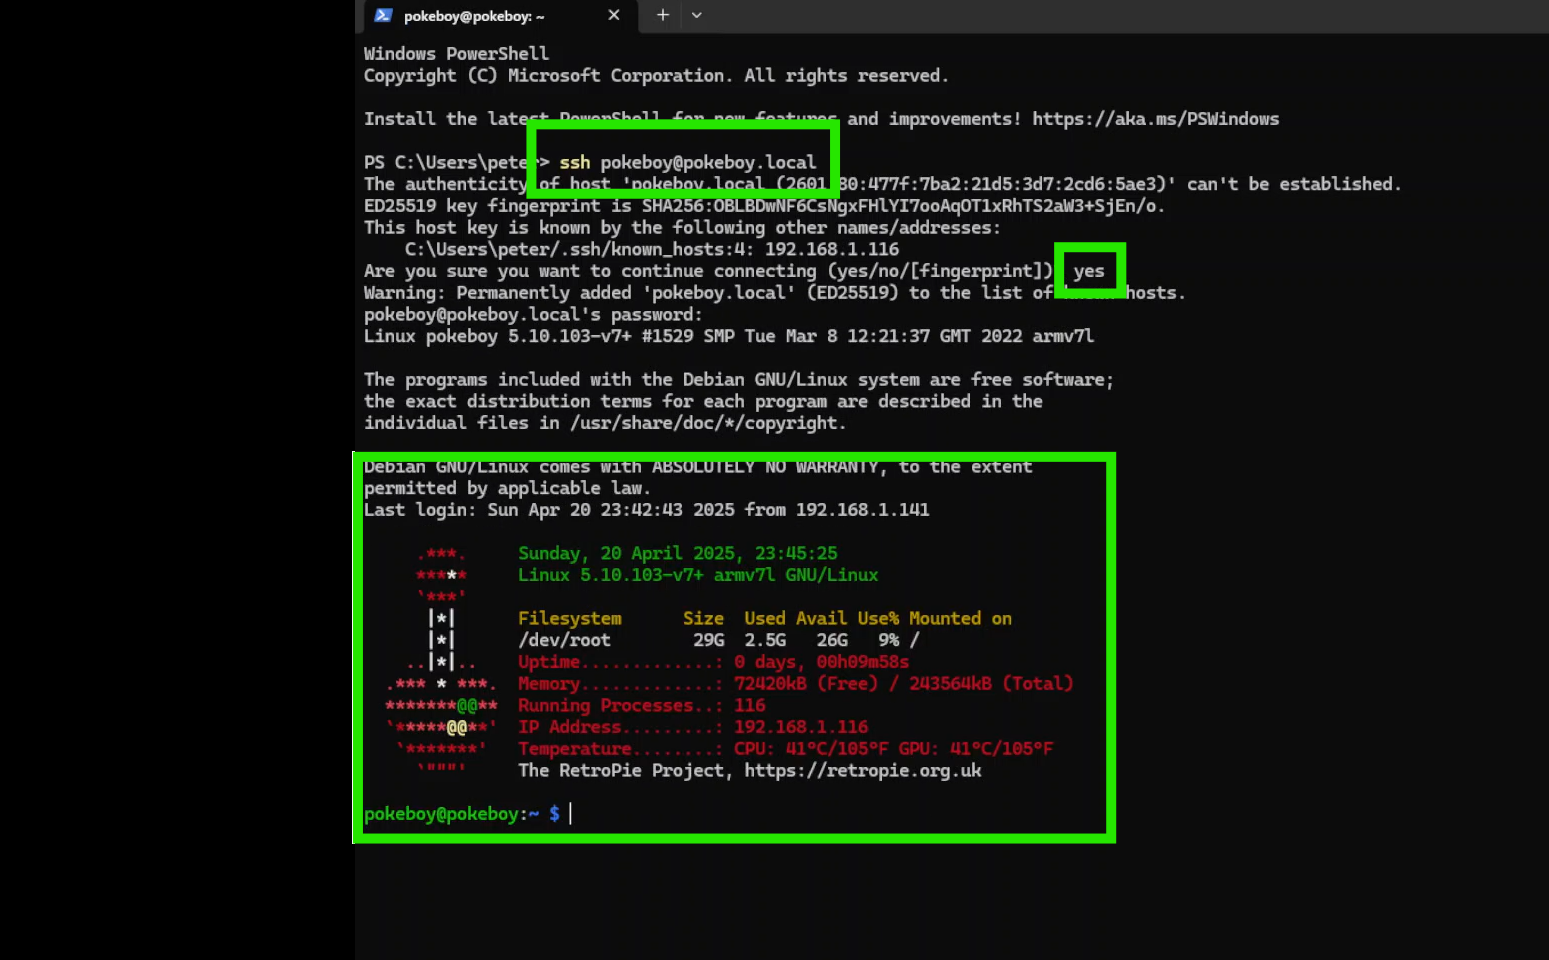 pokeboy@pokeboy: ~
Windows PowerShell
Copyright (C) Microsoft Corporation. All rights reserved.
Install the latest PowerShell for new features and improvements! https://aka.ms/PSWindows
PS C:\Users\peter> ssh pokeboy@pokeboy.local
The authenticity of host 'pokeboy.local (2601 80:477f:7ba2:21d5:3d7:2cd6:5ae3)' can't be established.
ED25519 key fingerprint is SHA256:OBLBDwNF6CsNgxFHlYI7ooAqOT1xRhTS2aW3+SjEn/o.
This host key is known by the following other names/addresses:
C:\Users\peter/.ssh/known_hosts:4: 192.168.1.116
Are you sure you want to continue connecting (yes/no/[fingerprint]) yes
Warning: Permanently added 'pokeboy.local' (ED25519) to the list of known hosts.
pokeboy@pokeboy.local's password:
Linux pokeboy 5.10.103-v7+ #1529 SMP Tue Mar 8 12:21:37 GMT 2022 armv7l
The programs included with the Debian GNU/Linux system are free software;
the exact distribution terms for each program are described in the
individual files in /usr/share/doc/*/copyright.
Debian GNU/Linux comes with ABSOLUTELY NO WARRANTY, to the extent
permitted by applicable law.
Last login: Sun Apr 20 23:42:43 2025 from 192.168.1.141
.***. Sunday, 20 April 2025, 23:45:25
***** Linux 5.10.103-v7+ armv7l GNU/Linux
`***'
|*| Filesystem Size Used Avail Use% Mounted on
|*| /dev/root 29G 2.5G 26G 9% /
..|*|.. Uptime.............: 0 days, 00h09m58s
.*** * ***. Memory.............: 72420kB (Free) / 243564kB (Total)
*******@@** Running Processes..: 116
`*****@@**' IP Address.........: 192.168.1.116
`*******' Temperature........: CPU: 41°C/105°F GPU: 41°C/105°F
`"""' The RetroPie Project, https://retropie.org.uk
pokeboy@pokeboy:~ $